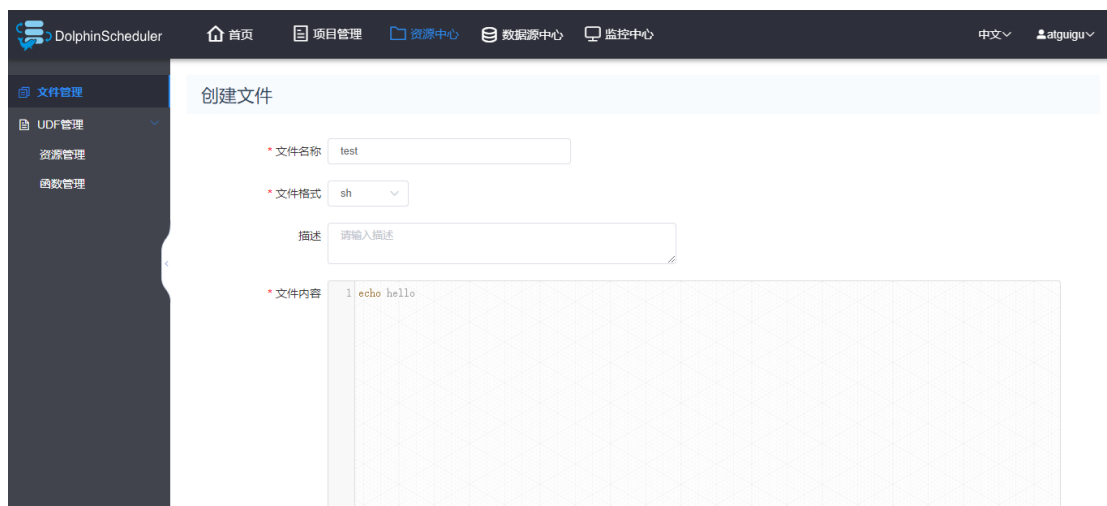 DolphinScheduler 首页 项目管理 资源中心 数据源中心 监控中心 中文 atguigu
文件管理
UDF管理
资源管理
函数管理
创建文件
* 文件名称 test
* 文件格式 sh
描述 请输入描述
* 文件内容 1 echo hello